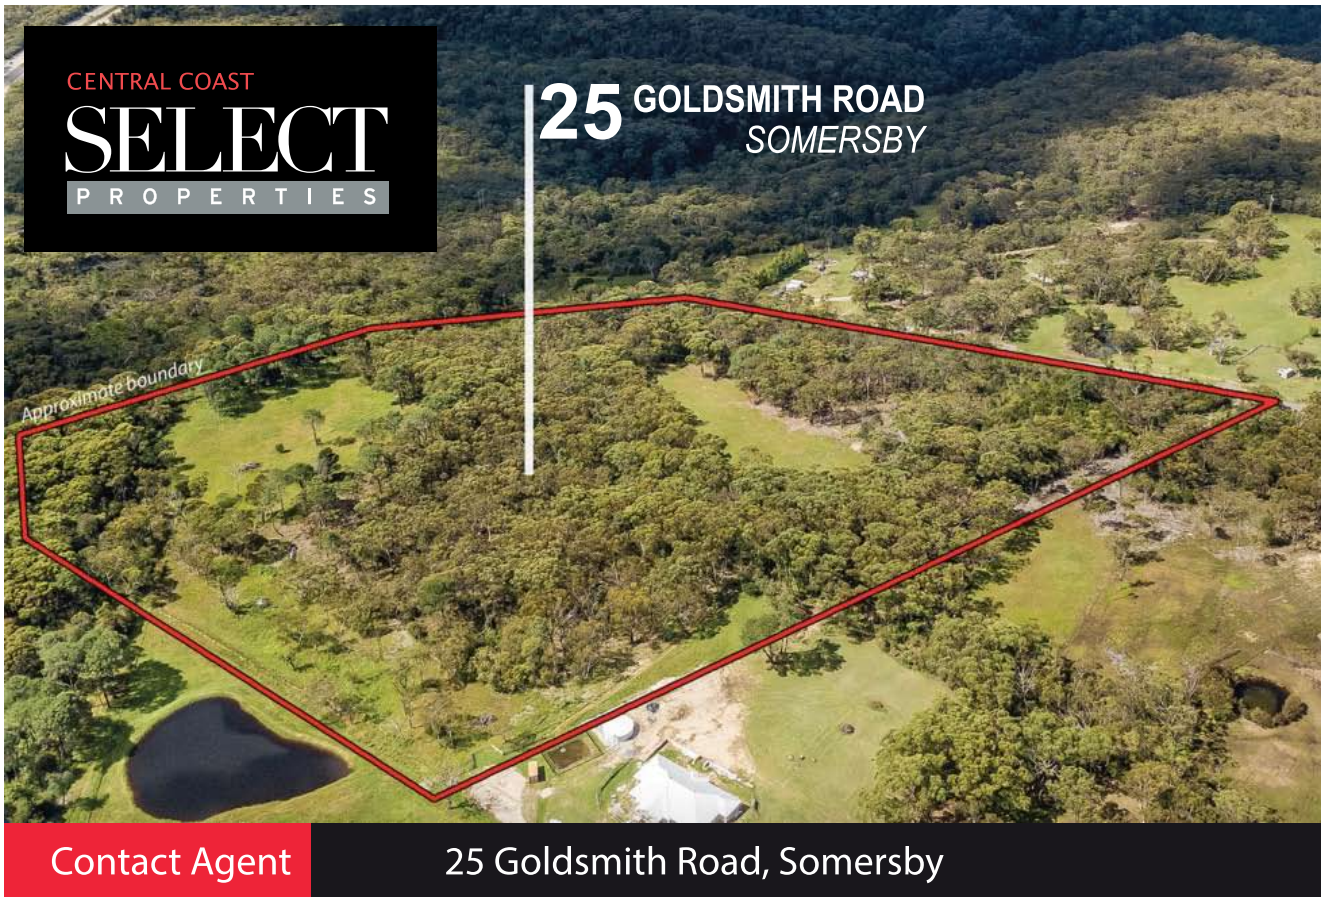 CENTRAL COAST
SELECT
PROPERTIES
25 GOLDSMITH ROAD
SOMERSBY
Approximate boundary
Contact Agent
25 Goldsmith Road, Somersby